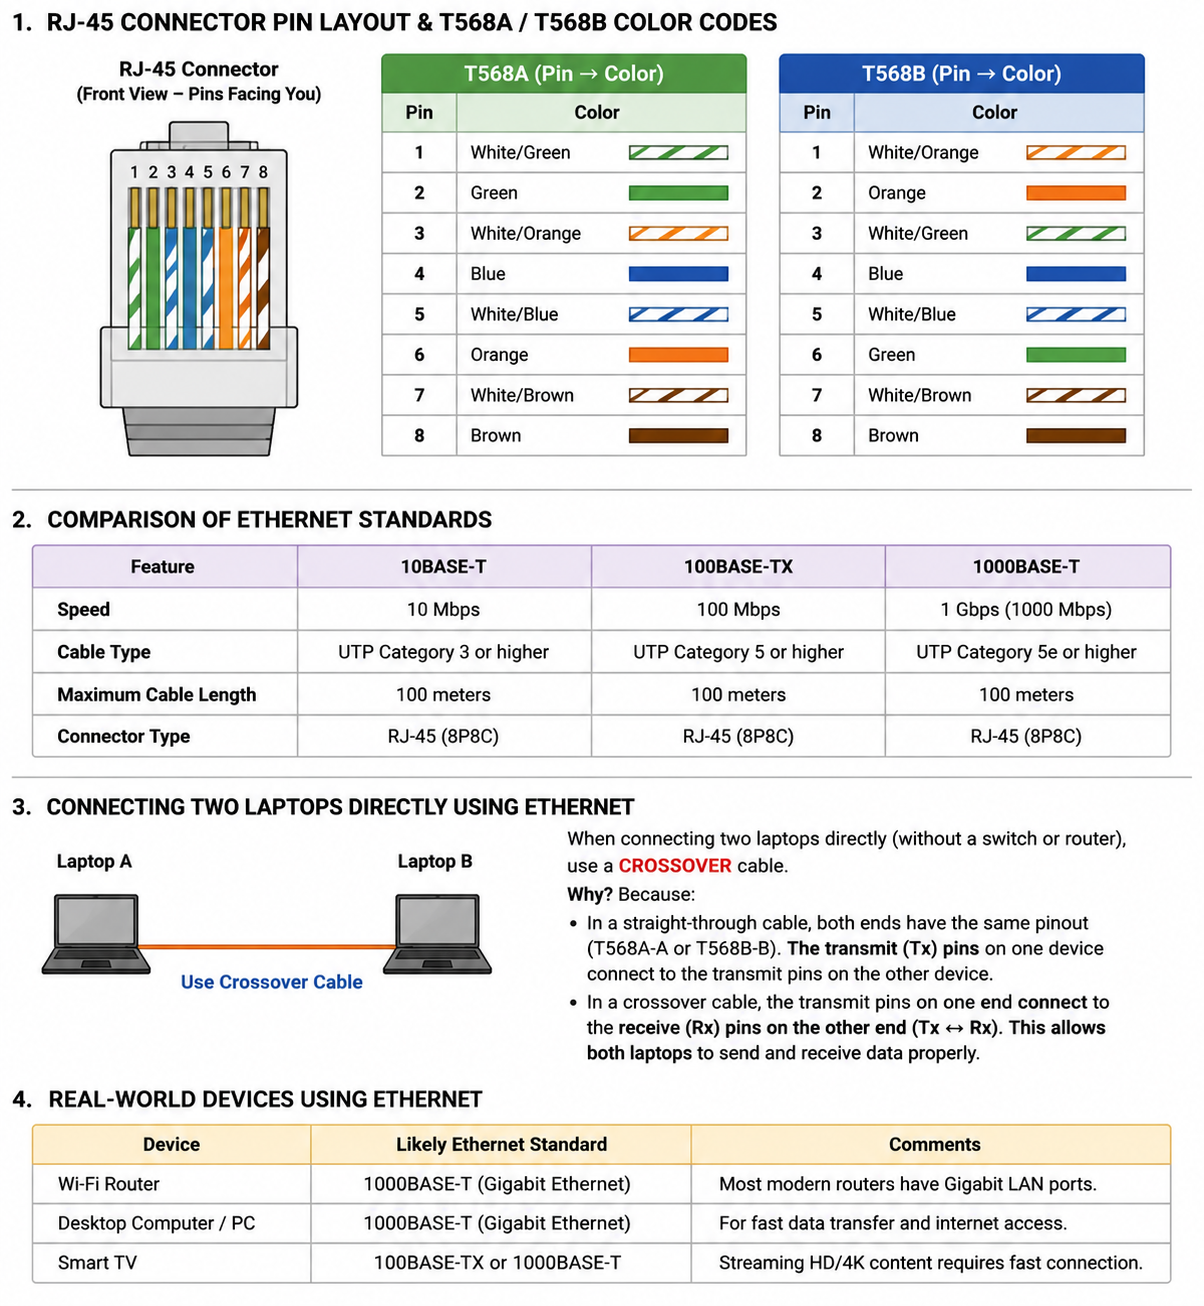 1. RJ-45 CONNECTOR PIN LAYOUT & T568A / T568B COLOR CODES
RJ-45 Connector
(Front View – Pins Facing You)
1 2 3 4 5 6 7 8
T568A (Pin → Color)
Pin Color
1 White/Green
2 Green
3 White/Orange
4 Blue
5 White/Blue
6 Orange
7 White/Brown
8 Brown
T568B (Pin → Color)
Pin Color
1 White/Orange
2 Orange
3 White/Green
4 Blue
5 White/Blue
6 Green
7 White/Brown
8 Brown
2. COMPARISON OF ETHERNET STANDARDS
Feature 10BASE-T 100BASE-TX 1000BASE-T
Speed 10 Mbps 100 Mbps 1 Gbps (1000 Mbps)
Cable Type UTP Category 3 or higher UTP Category 5 or higher UTP Category 5e or higher
Maximum Cable Length 100 meters 100 meters 100 meters
Connector Type RJ-45 (8P8C) RJ-45 (8P8C) RJ-45 (8P8C)
3. CONNECTING TWO LAPTOPS DIRECTLY USING ETHERNET
Laptop A
Laptop B
Use Crossover Cable
When connecting two laptops directly (without a switch or router),
use a CROSSOVER cable.
Why? Because:
• In a straight-through cable, both ends have the same pinout
(T568A-A or T568B-B). The transmit (Tx) pins on one device
connect to the transmit pins on the other device.
• In a crossover cable, the transmit pins on one end connect to
the receive (Rx) pins on the other end (Tx ↔ Rx). This allows
both laptops to send and receive data properly.
4. REAL-WORLD DEVICES USING ETHERNET
Device Likely Ethernet Standard Comments
Wi-Fi Router 1000BASE-T (Gigabit Ethernet) Most modern routers have Gigabit LAN ports.
Desktop Computer / PC 1000BASE-T (Gigabit Ethernet) For fast data transfer and internet access.
Smart TV 100BASE-TX or 1000BASE-T Streaming HD/4K content requires fast connection.